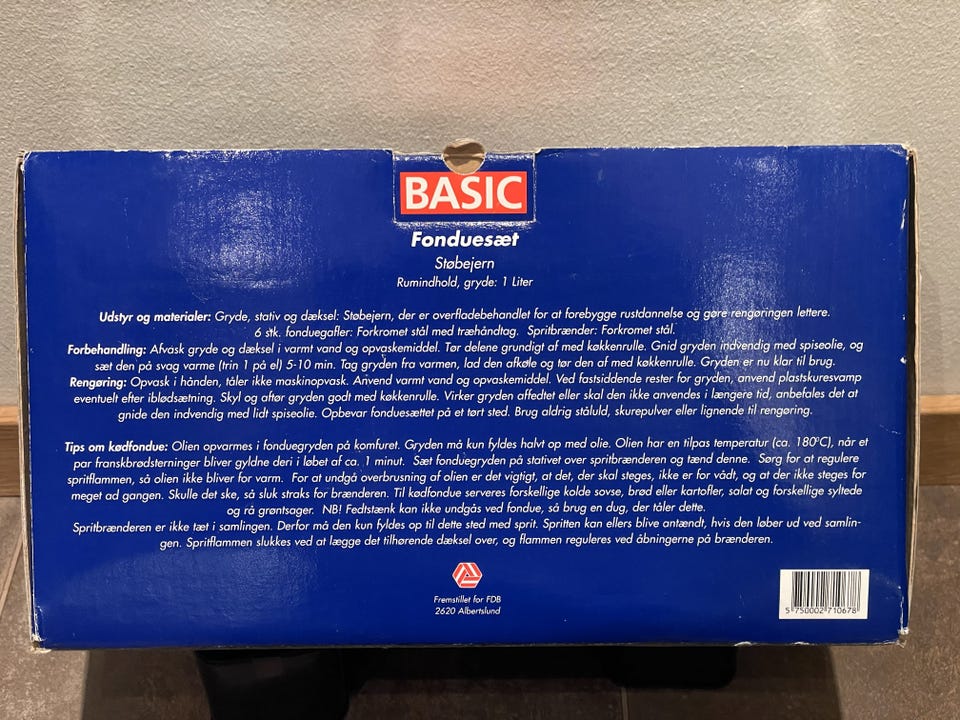 BASIC
Fonduesæt
Støbejern
Rumindhold, gryde: 1 Liter
Udstyr og materialer: Gryde, stativ og dæksel: Støbejern, der er overfladebehandlet for at forebygge rustdannelse og gøre rengøringen lettere.
6 stk. fonduegafler: Forkromet stål med træhåndtag. Spritbrænder: Forkromet stål.
Forbehandling: Afvask gryde og dæksel i varmt vand og opvaskemiddel. Tør delene grundigt af med køkkenrulle. Gnid gryden indvendig med spiseolie, og
sæt den på svag varme (trin 1 på el) 5-10 min. Tag gryden fra varmen, lad den afkøle og tør den af med køkkenrulle. Gryden er nu klar til brug.
Rengøring: Opvask i hånden, tåler ikke maskinopvask. Anvend varmt vand og opvaskemiddel. Ved fastsiddende rester for gryden, anvend plastskuresvamp
eventuelt efter iblødsætning. Skyl og aftør gryden godt med køkkenrulle. Virker gryden affedtet eller skal den ikke anvendes i længere tid, anbefales det at
gnide den indvendig med lidt spiseolie. Opbevar fonduesættet på et tørt sted. Brug aldrig ståluld, skurepulver eller lignende til rengøring.
Tips om kødfondue: Olien opvarmes i fonduegryden på komfuret. Gryden må kun fyldes halvt op med olie. Olien har en tilpas temperatur (ca. 180°C), når et
par franskbrødsterninger bliver gyldne deri i løbet af ca. 1 minut. Sæt fonduegryden på stativet over spritbrænderen og tænd denne. Sørg for at regulere
spritflammen, så olien ikke bliver for varm. For at undgå overbrusning af olien er det vigtigt, at det, der skal steges, ikke er for vådt, og at der ikke steges for
meget ad gangen. Skulle det ske, så sluk straks for brænderen. Til kødfondue serveres forskellige kolde sovse, brød eller kartofler, salat og forskellige syltede
og rå grøntsager. NB! Fedtstænk kan ikke undgås ved fondue, så brug en dug, der tåler dette.
Spritbrænderen er ikke tæt i samlingen. Derfor må den kun fyldes op til dette sted med sprit. Spritten kan ellers blive antændt, hvis den løber ud ved samlin-
gen. Spritflammen slukkes ved at lægge det tilhørende dæksel over, og flammen reguleres ved åbningerne på brænderen.
Fremstillet for FDB
2620 Albertslund
5 750002 710678